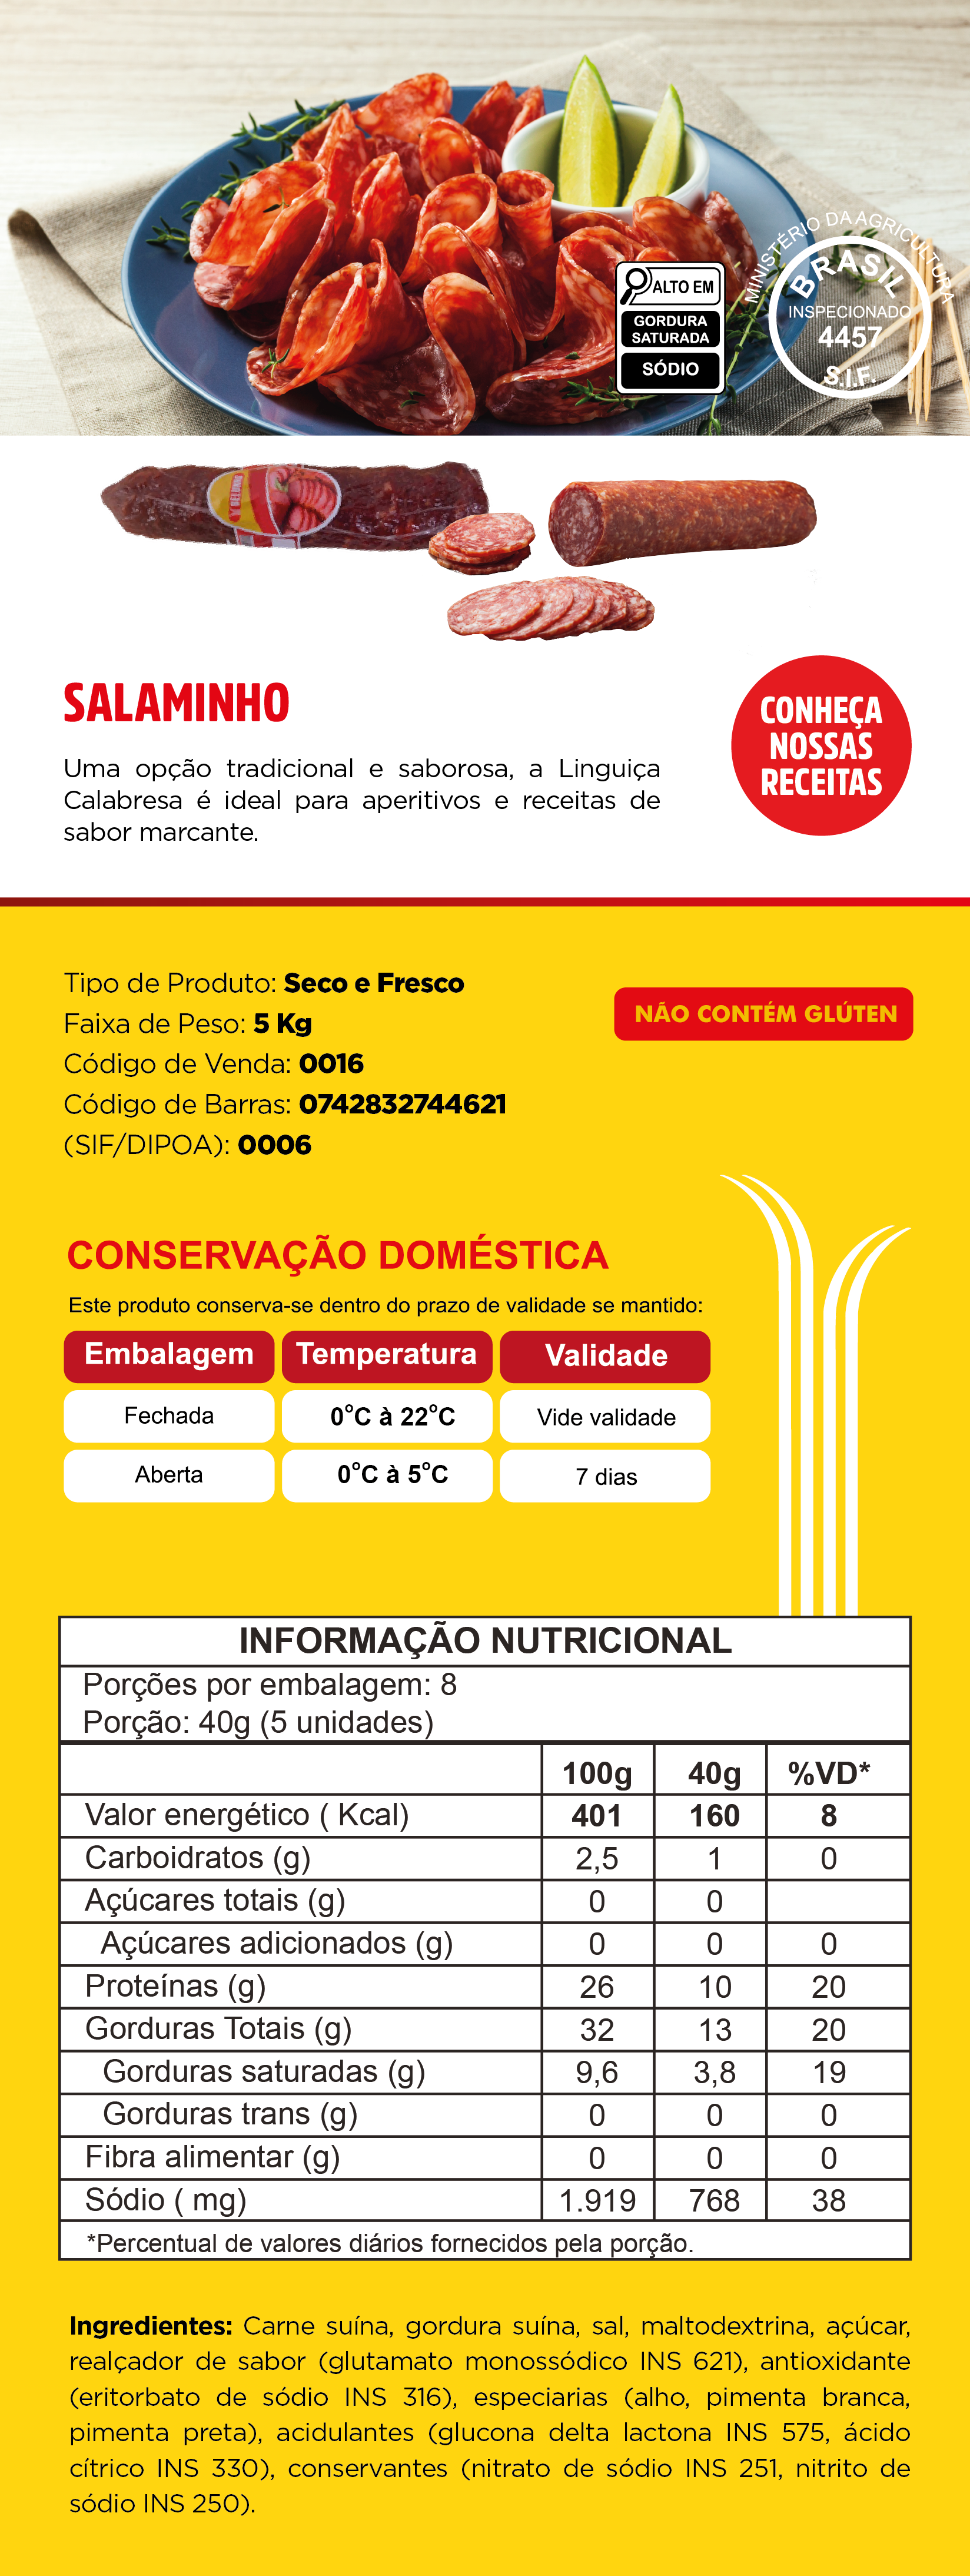 MINISTÉRIO DA AGRICULTURA
BRASIL
INSPECIONADO
4457
S.I.F.
ALTO EM
GORDURA
SATURADA
SÓDIO
SALAMINHO
Uma opção tradicional e saborosa, a Linguiça
Calabresa é ideal para aperitivos e receitas de
sabor marcante.
CONHEÇA
NOSSAS
RECEITAS
Tipo de Produto: Seco e Fresco
Faixa de Peso: 5 Kg
Código de Venda: 0016
Código de Barras: 0742832744621
(SIF/DIPOA): 0006
NÃO CONTÉM GLÚTEN
CONSERVAÇÃO DOMÉSTICA
Este produto conserva-se dentro do prazo de validade se mantido:
Embalagem Temperatura Validade
Fechada 0°C à 22°C Vide validade
Aberta 0°C à 5°C 7 dias
INFORMAÇÃO NUTRICIONAL
Porções por embalagem: 8
Porção: 40g (5 unidades)
100g 40g %VD*
Valor energético ( Kcal) 401 160 8
Carboidratos (g) 2,5 1 0
Açúcares totais (g) 0 0
Açúcares adicionados (g) 0 0 0
Proteínas (g) 26 10 20
Gorduras Totais (g) 32 13 20
Gorduras saturadas (g) 9,6 3,8 19
Gorduras trans (g) 0 0 0
Fibra alimentar (g) 0 0 0
Sódio ( mg) 1.919 768 38
*Percentual de valores diários fornecidos pela porção.
Ingredientes: Carne suína, gordura suína, sal, maltodextrina, açúcar,
realçador de sabor (glutamato monossódico INS 621), antioxidante
(eritorbato de sódio INS 316), especiarias (alho, pimenta branca,
pimenta preta), acidulantes (glucona delta lactona INS 575, ácido
cítrico INS 330), conservantes (nitrato de sódio INS 251, nitrito de
sódio INS 250).